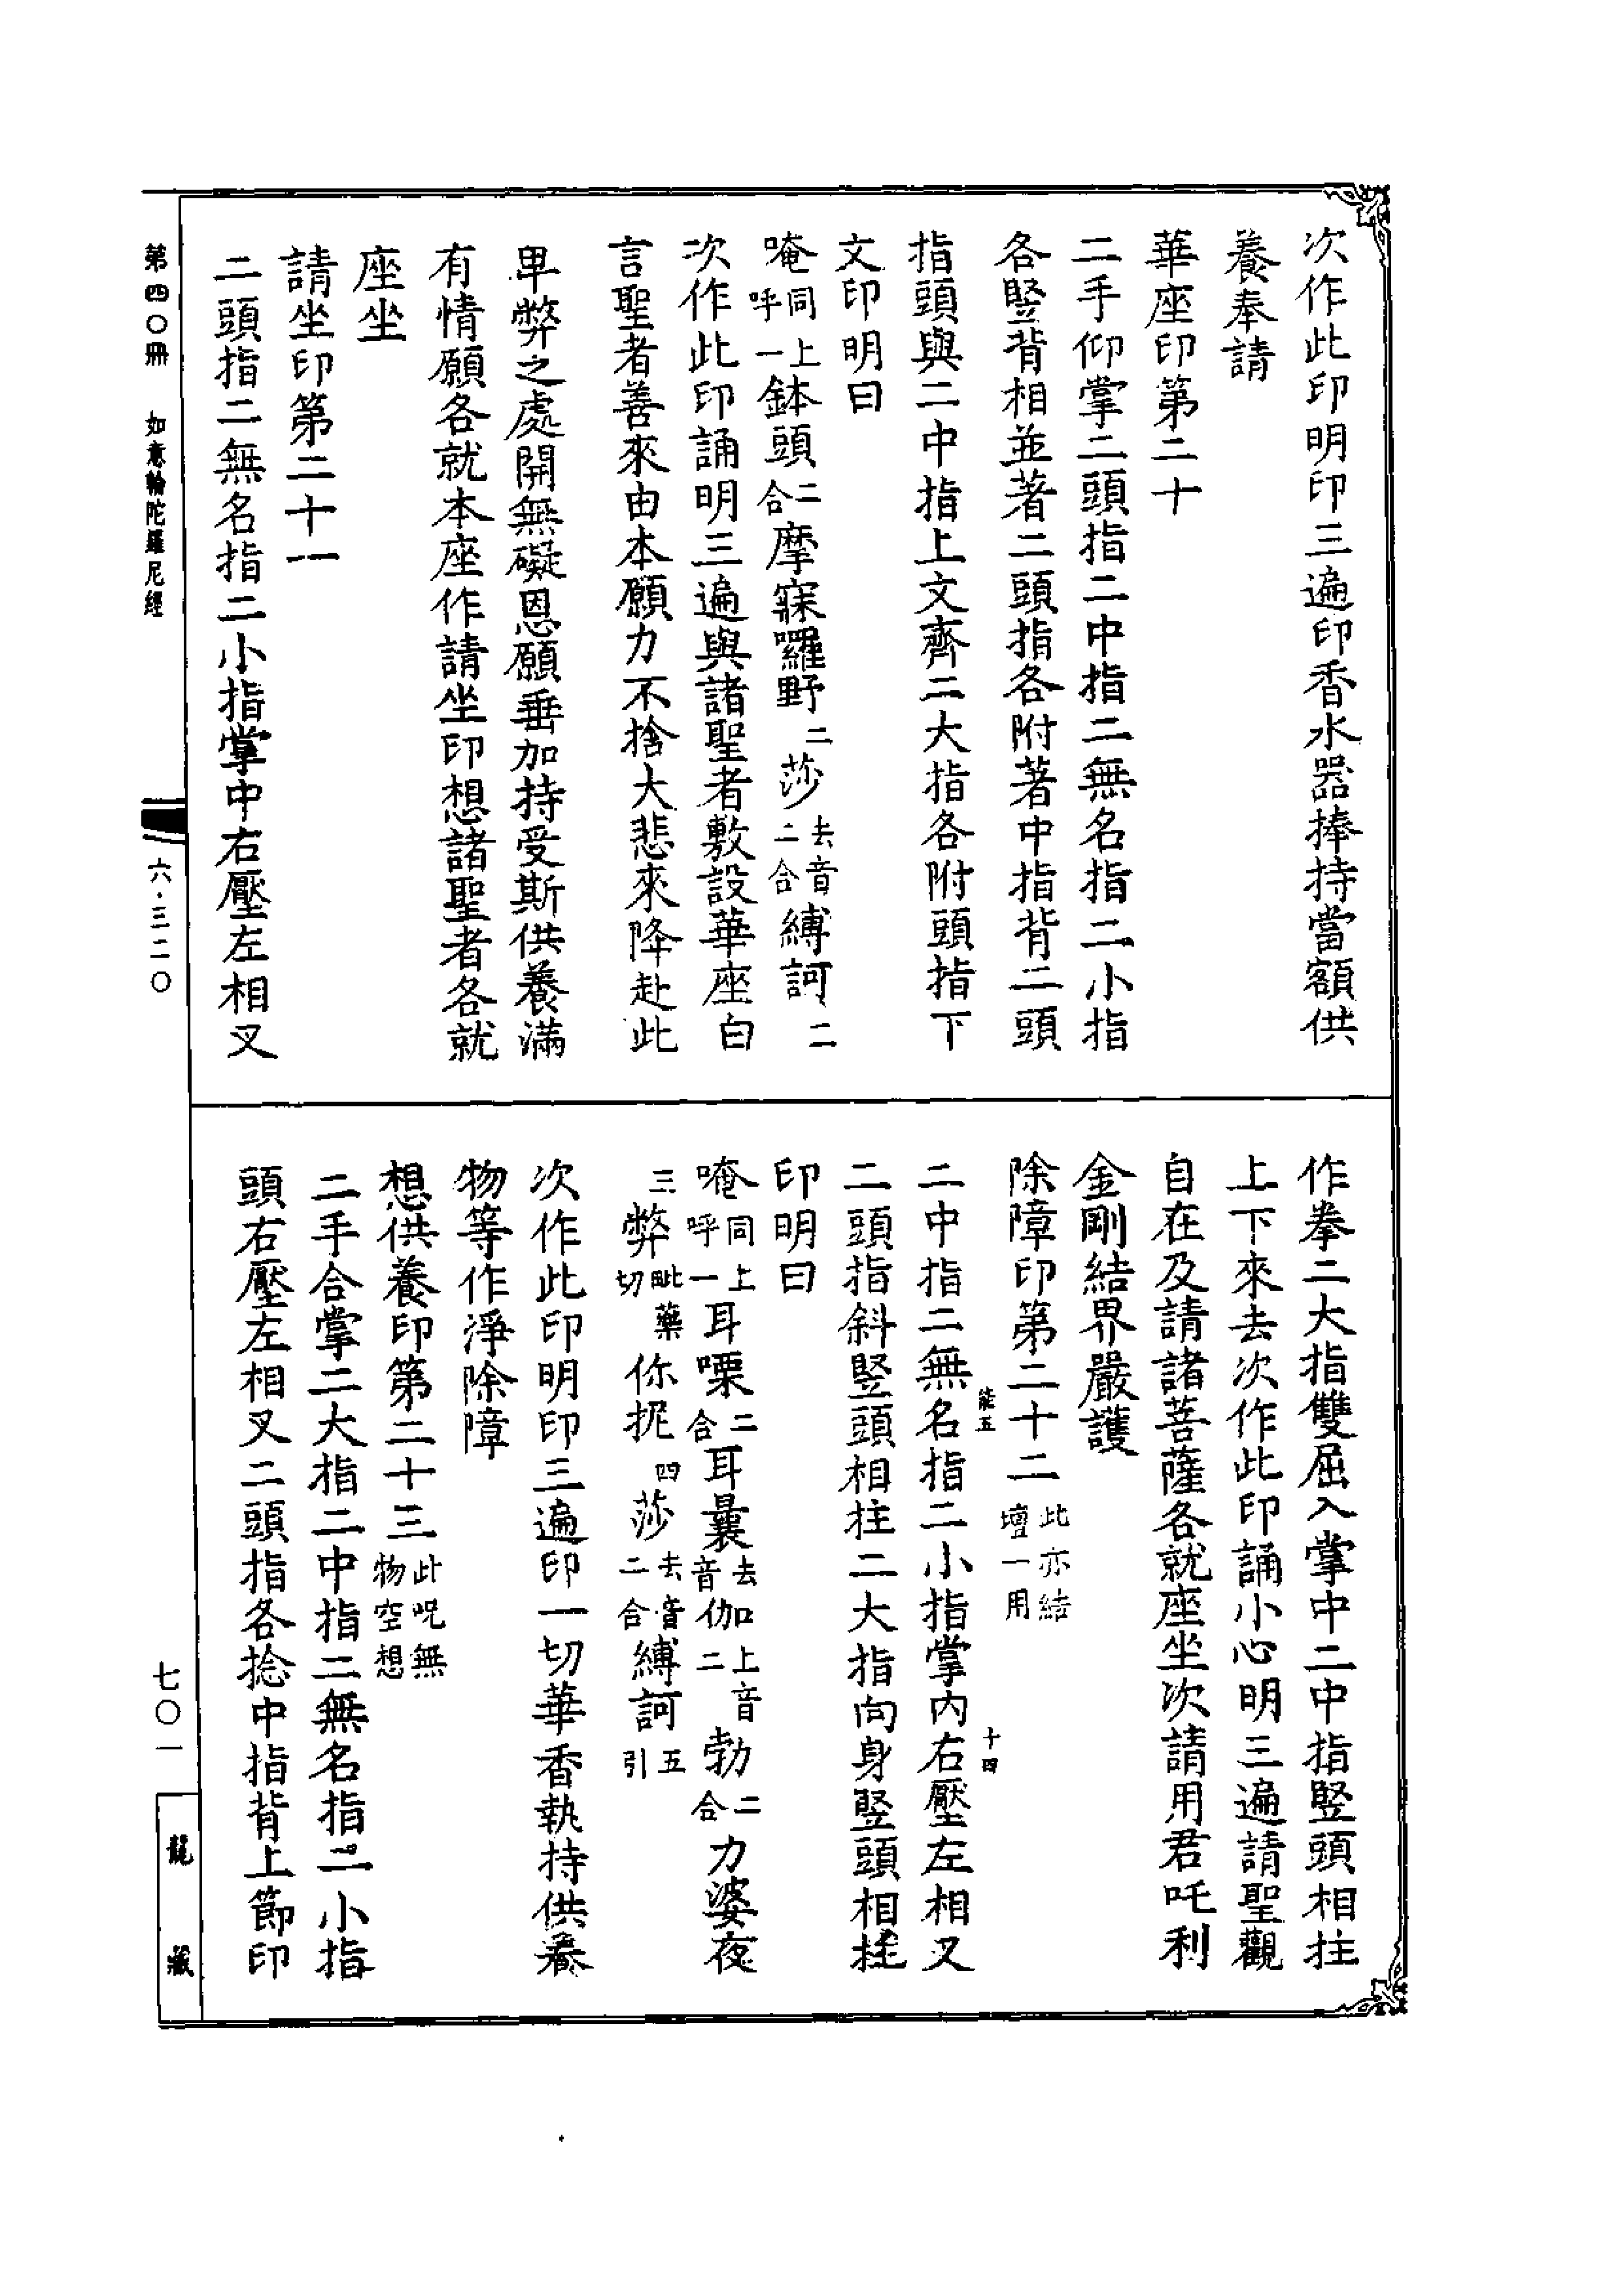 次作此印明印三遍印香水器捧持當額供
養奉請
華座印第二十
二手仰掌二頭指二中指二無名指二小指
各豎背相並著二頭指各附著中指背二頭
指頭與二中指上文齊二大指各附頭指下
文印明曰
唵同上呼一鉢頭二合摩寐囉野二莎去音二合縛訶二
次作此印誦明三遍與諸聖者敷設華座白
言聖者善來由本願力不捨大悲來降赴此
卑弊之處開無礙恩願垂加持受斯供養滿
有情願各就本座作請坐印想諸聖者各就
座坐
請坐印第二十一
二頭指二無名指二小指掌中右壓左相叉
作拳二大指雙屈入掌中二中指豎頭相拄
上下來去次作此印誦小心明三遍請聖觀
自在及請諸菩薩各就座坐次請用君吒利
金剛結界嚴護
除障印第二十二此亦結壇一用
能五
十四
二中指二無名指二小指掌內右壓左相叉
二頭指斜豎頭相拄二大指向身豎頭相拄
印明曰
唵同上呼一耳㗚二合耳曩去音伽上音二勃二合力婆夜
三弊毗藥切你抳四莎去音二合縛訶五引
次作此印明印三遍印一切華香執持供養
物等作淨除障
想供養印第二十三此呪無物空想
二手合掌二大指二中指二無名指二小指
頭右壓左相叉二頭指各捻中指背上節印
第四〇冊 如意輪陀羅尼經
六·三二〇
七〇一
龍藏